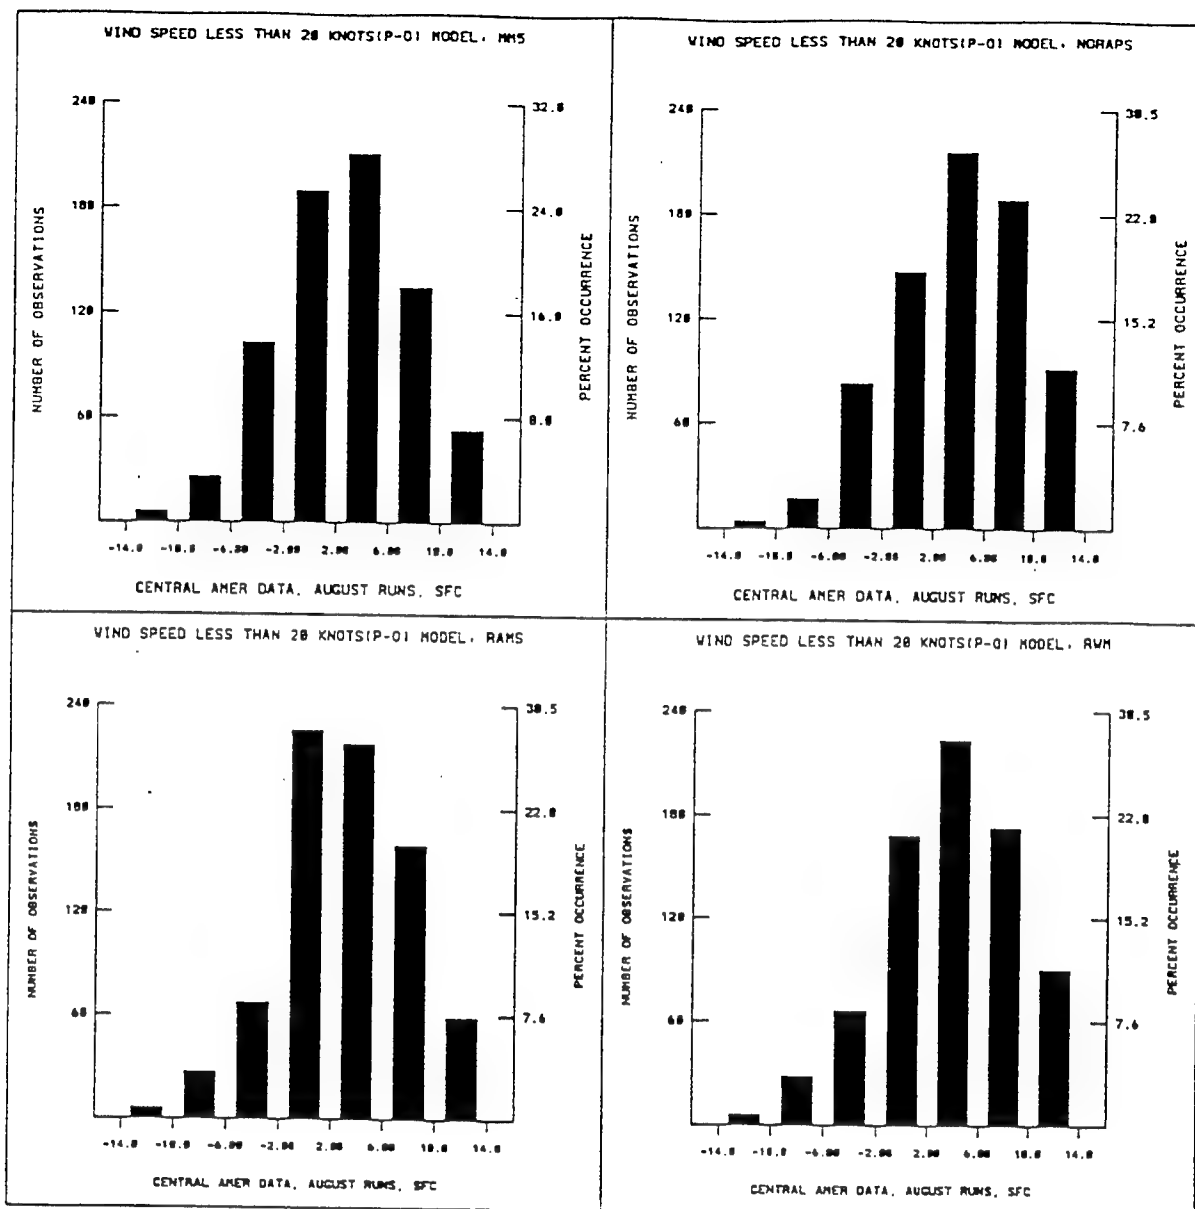 WIND SPEED LESS THAN 20 KNOTS(P-O) MODEL, MM5
240
180
120
60
NUMBER OF OBSERVATIONS
32.0
24.0
16.0
8.0
PERCENT OCCURRENCE
-14.0 -10.0 -6.00 -2.00 2.00 6.00 10.0 14.0
CENTRAL AMER DATA, AUGUST RUNS, SFC
WIND SPEED LESS THAN 20 KNOTS(P-O) MODEL, NORAPS
240
180
120
60
NUMBER OF OBSERVATIONS
30.5
22.8
15.2
7.6
PERCENT OCCURRENCE
-14.0 -10.0 -6.00 -2.00 2.00 6.00 10.0 14.0
CENTRAL AMER DATA, AUGUST RUNS, SFC
WIND SPEED LESS THAN 20 KNOTS(P-O) MODEL, RAMS
240
180
120
60
NUMBER OF OBSERVATIONS
30.5
22.8
15.2
7.6
PERCENT OCCURRENCE
-14.0 -10.0 -6.00 -2.00 2.00 6.00 10.0 14.0
CENTRAL AMER DATA, AUGUST RUNS, SFC
WIND SPEED LESS THAN 20 KNOTS(P-O) MODEL, RWM
240
180
120
60
NUMBER OF OBSERVATIONS
30.5
22.8
15.2
7.6
PERCENT OCCURRENCE
-14.0 -10.0 -6.00 -2.00 2.00 6.00 10.0 14.0
CENTRAL AMER DATA, AUGUST RUNS, SFC